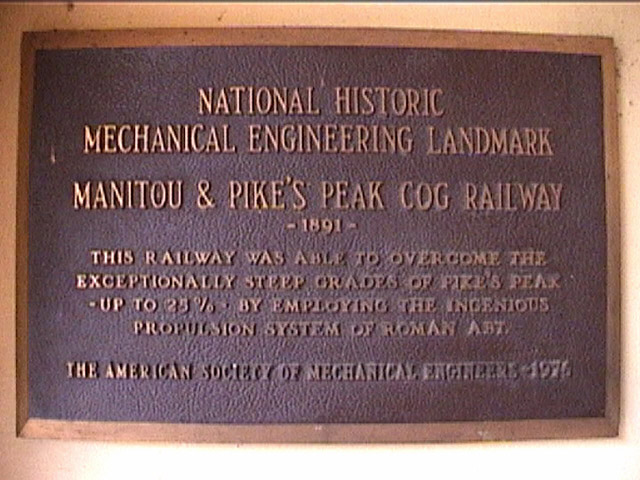 NATIONAL HISTORIC
MECHANICAL ENGINEERING LANDMARK
MANITOU & PIKE'S PEAK COG RAILWAY
- 1891 -
THIS RAILWAY WAS ABLE TO OVERCOME THE
EXCEPTIONALLY STEEP GRADES OF PIKE'S PEAK
- UP TO 25% - BY EMPLOYING THE INGENIOUS
PROPULSION SYSTEM OF ROMAN ABT.
THE AMERICAN SOCIETY OF MECHANICAL ENGINEERS - 1976